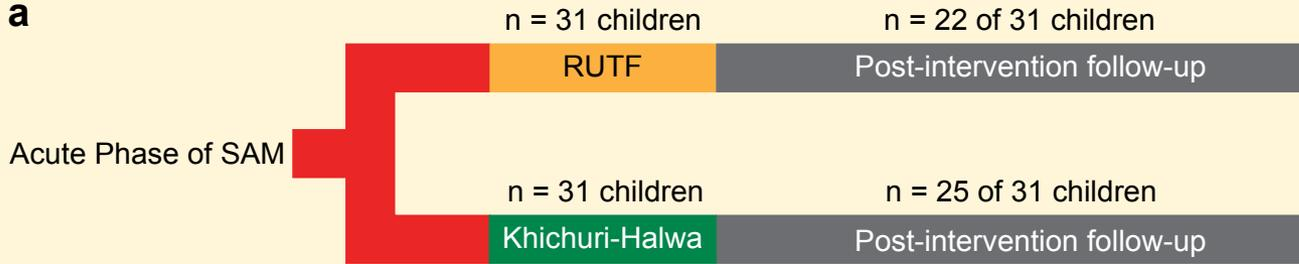 a
n = 31 children
n = 22 of 31 children
RUTF
Post-intervention follow-up
Acute Phase of SAM
n = 31 children
n = 25 of 31 children
Khichuri-Halwa
Post-intervention follow-up